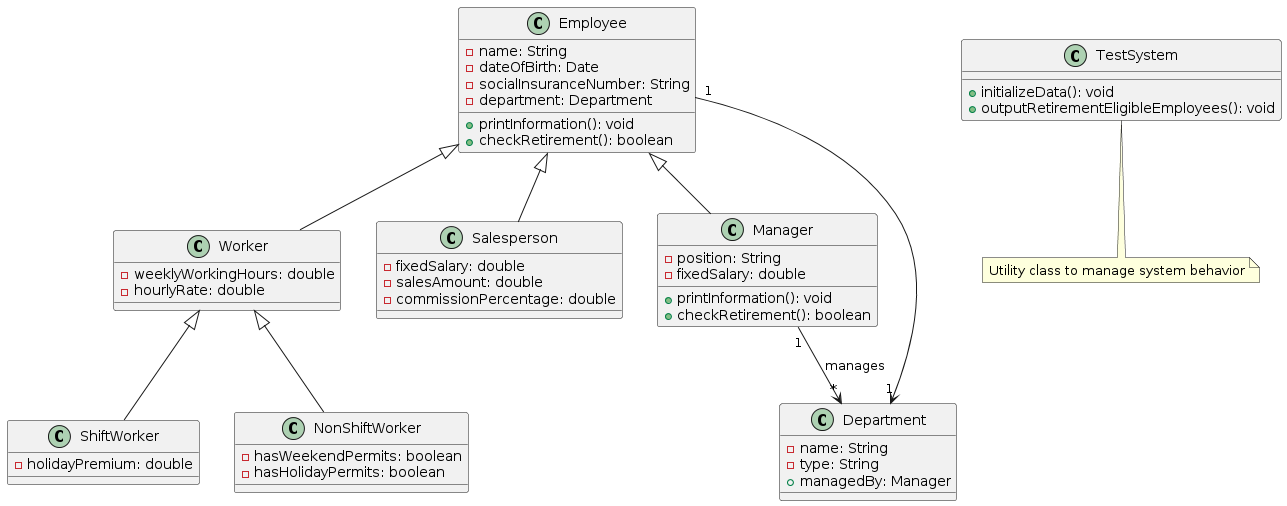 C Employee
name: String
dateOfBirth: Date
socialInsuranceNumber: String
department: Department
printInformation(): void
checkRetirement(): boolean
C TestSystem
initializeData(): void
outputRetirementEligibleEmployees(): void
1
C Worker
weeklyWorkingHours: double
hourlyRate: double
C Salesperson
fixedSalary: double
salesAmount: double
commissionPercentage: double
C Manager
position: String
fixedSalary: double
printInformation(): void
checkRetirement(): boolean
Utility class to manage system behavior
1
manages
*
1
C ShiftWorker
holidayPremium: double
C NonShiftWorker
hasWeekendPermits: boolean
hasHolidayPermits: boolean
C Department
name: String
type: String
managedBy: Manager